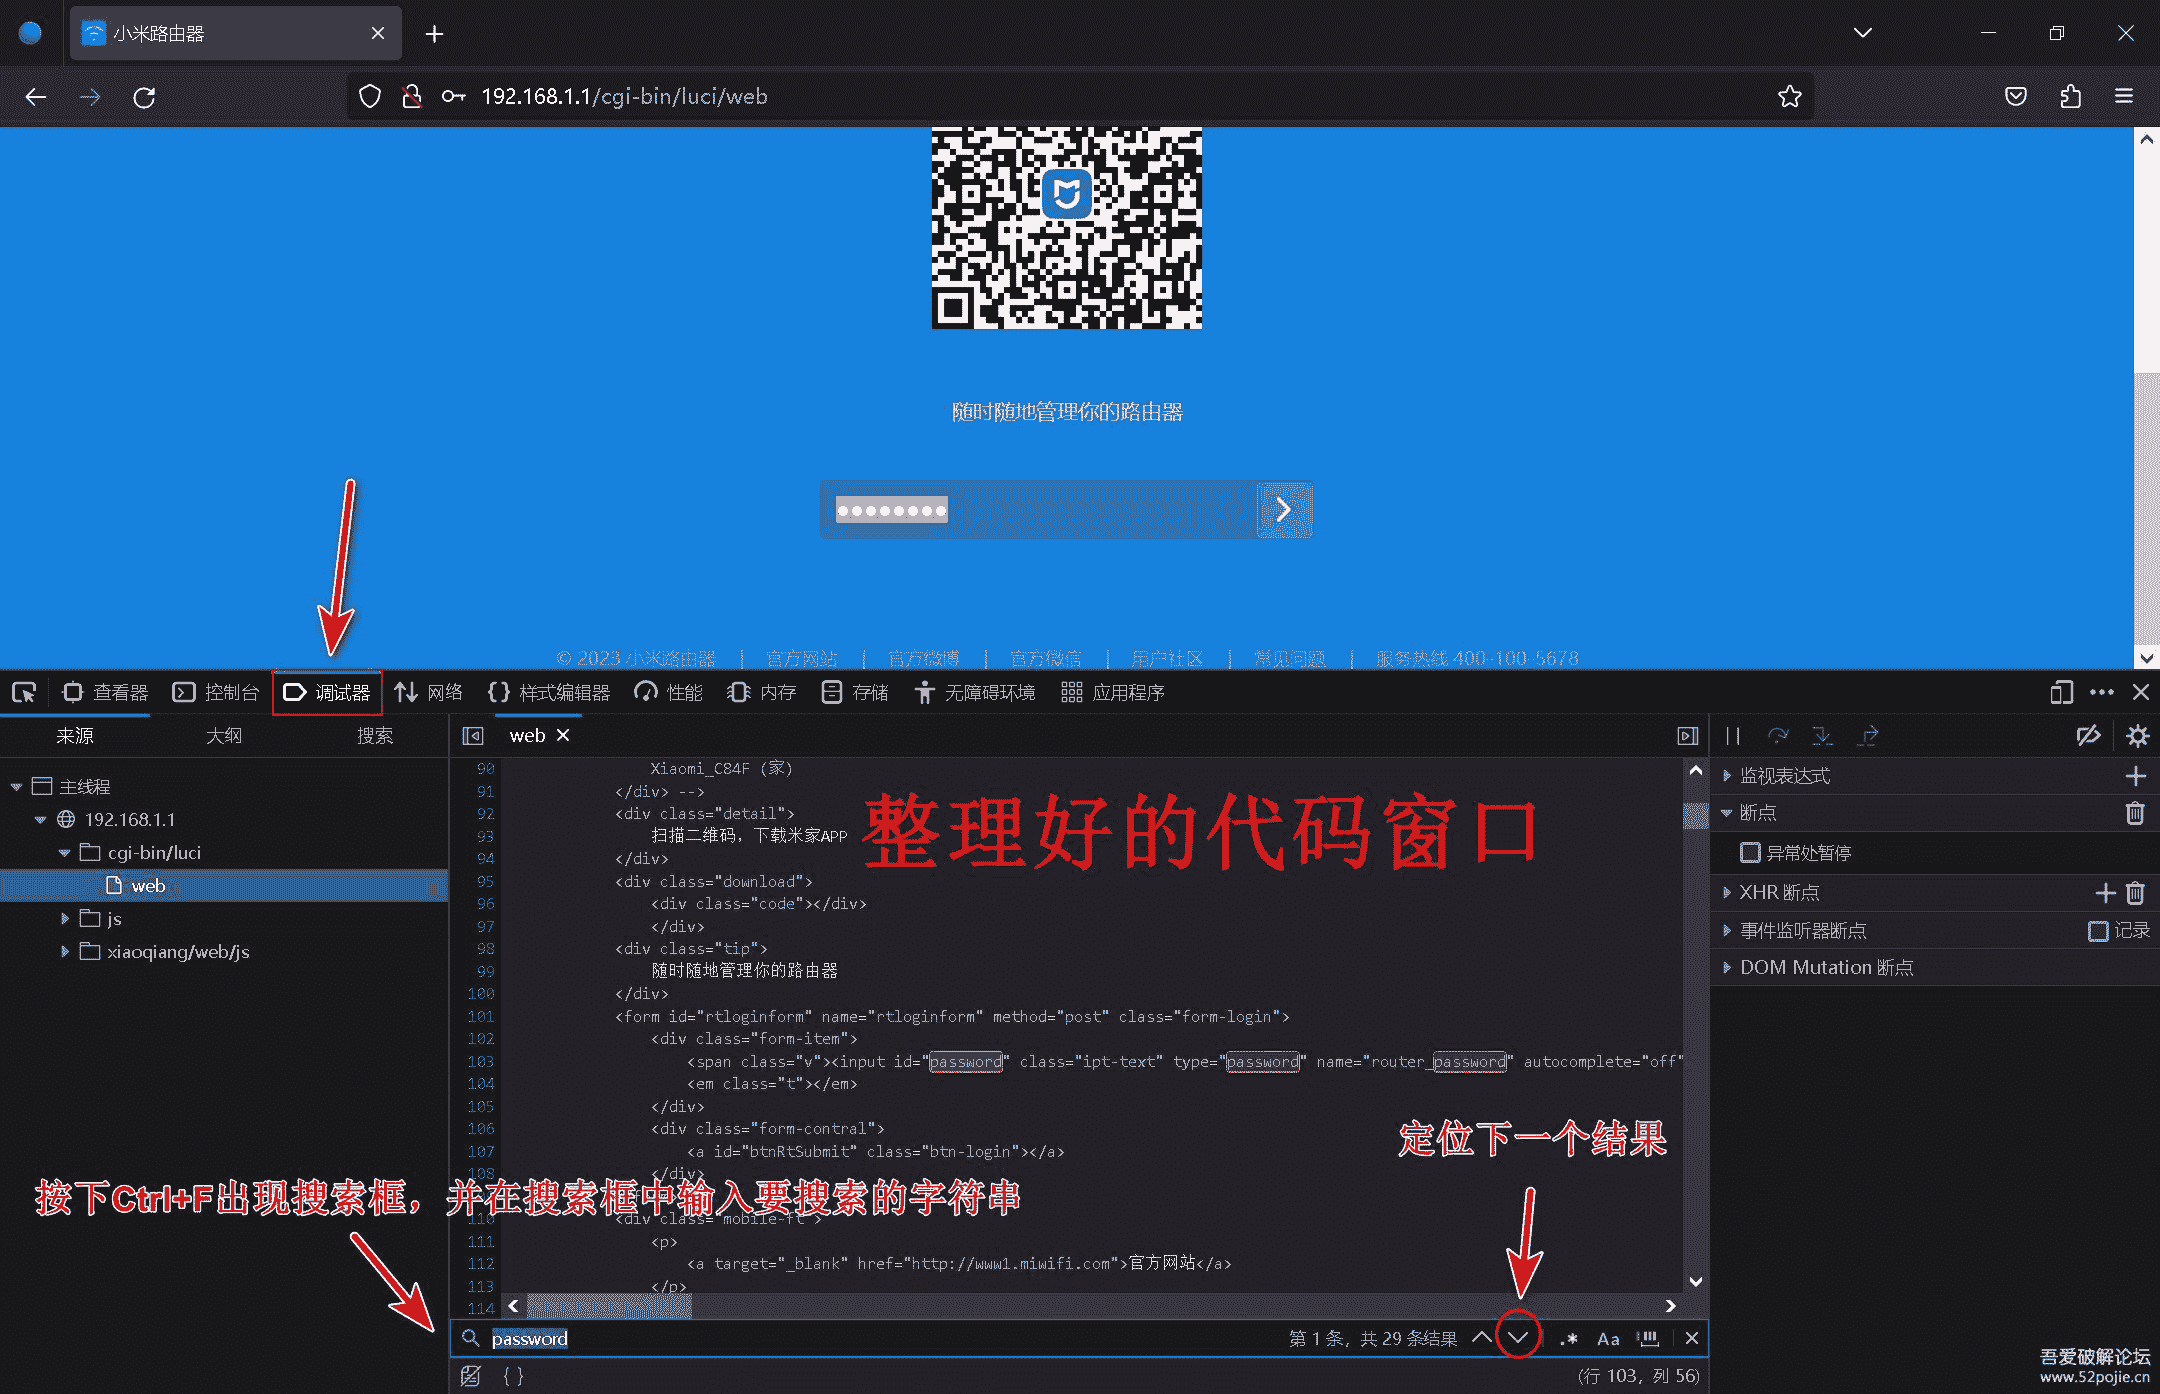 小米路由器
192.168.1.1/cgi-bin/luci/web
随时随地管理你的路由器
© 2023 小米路由器 | 官方网站 | 官方微博 | 官方微信 | 用户社区 | 常见问题 | 服务热线 400-100-5678
查看器 控制台 调试器 网络 样式编辑器 性能 内存 存储 无障碍环境 应用程序
来源 大纲 搜索
web
主线程
192.168.1.1
cgi-bin/luci
web
js
xiaoqiang/web/js
整理好的代码窗口
90 Xiaomi_C84F (家)
91 </div> -->
92 <div class="detail">
93 扫描二维码，下载米家APP
94 </div>
95 <div class="download">
96 <div class="code"></div>
97 </div>
98 <div class="tip">
99 随时随地管理你的路由器
100 </div>
101 <form id="rtloginform" name="rtloginform" method="post" class="form-login">
102 <div class="form-item">
103 <span class="v"><input id="password" class="ipt-text" type="password" name="router_password" autocomplete="off"
104 <em class="t"></em>
105 </div>
106 <div class="form-contral">
107 <a id="btnRtSubmit" class="btn-login"></a>
108 </div>
110 <div class="mobile-ft">
111 <p>
112 <a target="_blank" href="http://www1.miwifi.com">官方网站</a>
113 </p>
114
定位下一个结果
按下Ctrl+F出现搜索框，并在搜索框中输入要搜索的字符串
password
第 1 条，共 29 条结果
.* Aa
{ }
(行 103，列 56)
监视表达式
断点
异常处暂停
XHR 断点
事件监听器断点 记录
DOM Mutation 断点
吾爱破解论坛
www.52pojie.cn